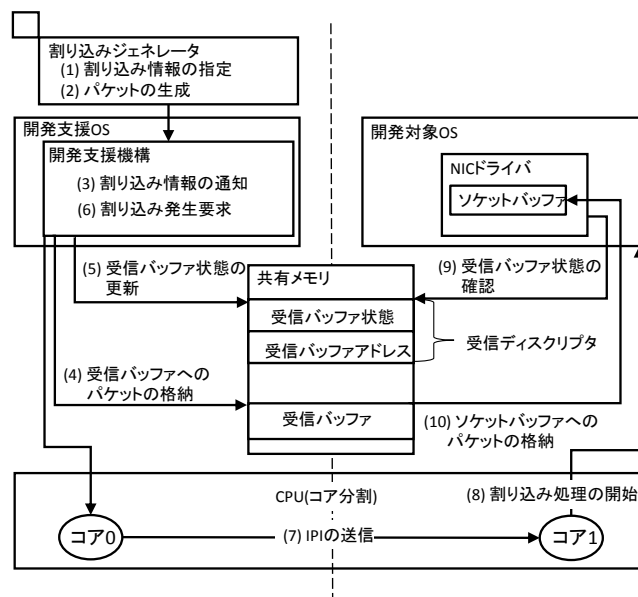 割り込みジェネレータ
(1) 割り込み情報の指定
(2) パケットの生成
開発支援OS
開発支援機構
(3) 割り込み情報の通知
(6) 割り込み発生要求
開発対象OS
NICドライバ
ソケットバッファ
(5) 受信バッファ状態の
更新
共有メモリ
(9) 受信バッファ状態の
確認
受信バッファ状態
受信バッファアドレス
受信ディスクリプタ
(4) 受信バッファへの
パケットの格納
受信バッファ
(10) ソケットバッファへの
パケットの格納
CPU(コア分割)
(8) 割り込み処理の開始
コア0
(7) IPIの送信
コア1